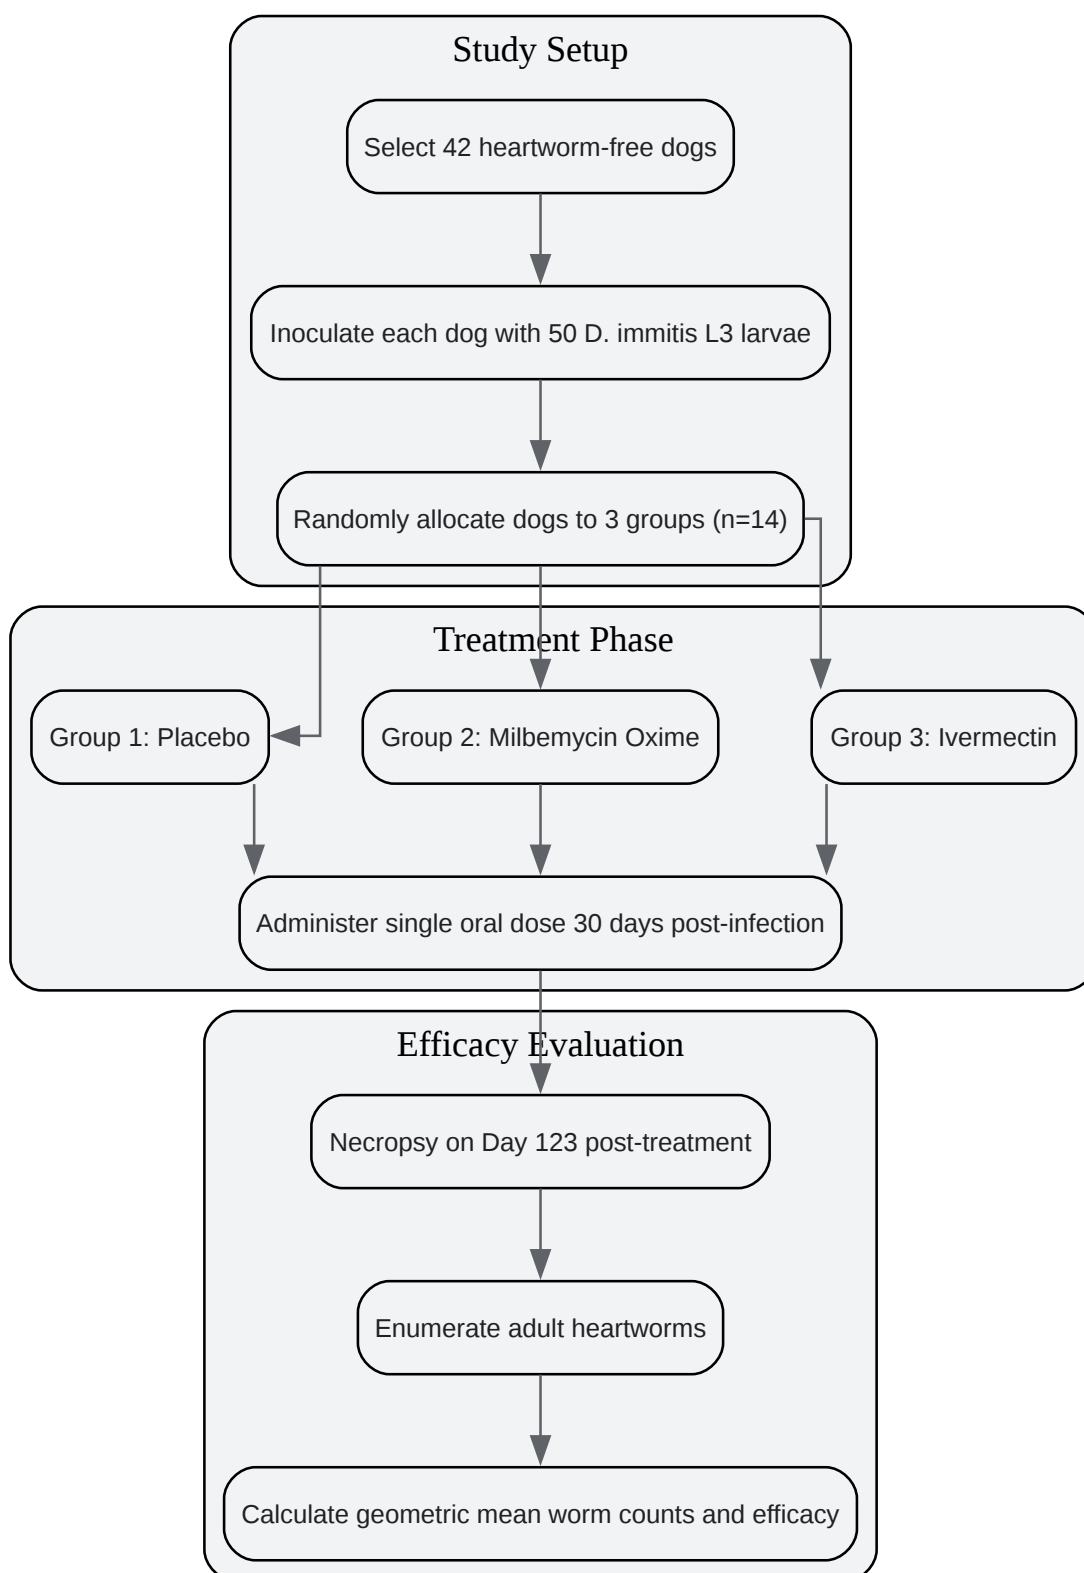 Study Setup
Select 42 heartworm-free dogs
Inoculate each dog with 50 D. immitis L3 larvae
Randomly allocate dogs to 3 groups (n=14)
Treatment Phase
Group 1: Placebo
Group 2: Milbemycin Oxime
Group 3: Ivermectin
Administer single oral dose 30 days post-infection
Efficacy Evaluation
Necropsy on Day 123 post-treatment
Enumerate adult heartworms
Calculate geometric mean worm counts and efficacy